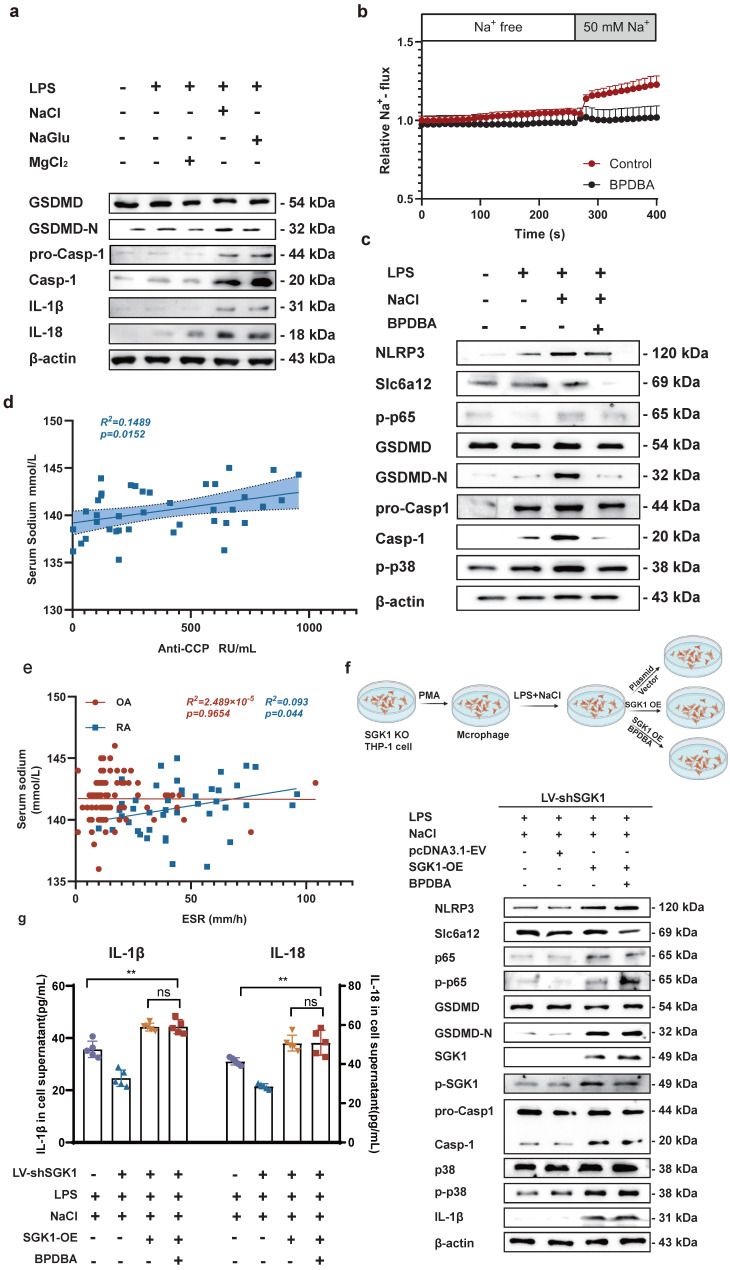 a
LPS - + + + +
NaCl - - - + -
NaGlu - - - - +
MgCl₂ - - + - -
GSDMD - 54 kDa
GSDMD-N - 32 kDa
pro-Casp-1 - 44 kDa
Casp-1 - 20 kDa
IL-1β - 31 kDa
IL-18 - 18 kDa
β-actin - 43 kDa
b
Na⁺ free 50 mM Na⁺
Relative Na⁺- flux
1.5
1.0
0.5
Control
BPDBA
0 100 200 300 400
Time (s)
c
LPS - + + +
NaCl - - + +
BPDBA - - - +
NLRP3 - 120 kDa
Slc6a12 - 69 kDa
p-p65 - 65 kDa
GSDMD - 54 kDa
GSDMD-N - 32 kDa
pro-Casp1 - 44 kDa
Casp-1 - 20 kDa
p-p38 - 38 kDa
β-actin - 43 kDa
d
R²=0.1489
p=0.0152
Serum Sodium mmol/L
150
145
140
135
130
0 500 1000
Anti-CCP RU/mL
e
OA
RA
R²=2.489×10⁻⁵
p=0.9654
R²=0.093
p=0.044
Serum sodium
(mmol/L)
150
145
140
135
0 20 40 60 80 100 120
ESR (mm/h)
f
SGK1 KO
THP-1 cell
PMA
Mcrophage
LPS+NaCl
Plasmid
Vector
SGK1 OE
SGK1 OE
BPDBA
LV-shSGK1
LPS + + + +
NaCl + + + +
pcDNA3.1-EV - + - -
SGK1-OE - - + +
BPDBA - - - +
NLRP3 - 120 kDa
Slc6a12 - 69 kDa
p65 - 65 kDa
p-p65 - 65 kDa
GSDMD - 54 kDa
GSDMD-N - 32 kDa
SGK1 - 49 kDa
p-SGK1 - 49 kDa
pro-Casp1 - 44 kDa
Casp-1 - 20 kDa
p38 - 38 kDa
p-p38 - 38 kDa
IL-1β - 31 kDa
β-actin - 43 kDa
g
IL-1β IL-18
IL-1β in cell supernatant(pg/mL)
60
40
20
0
** ns
** ns
80
60
40
20
0
IL-18 in cell supernatant(pg/mL)
LV-shSGK1 - + + + - + + +
LPS + + + + + + + +
NaCl + + + + + + + +
SGK1-OE - - + + - - + +
BPDBA - - - + - - - +